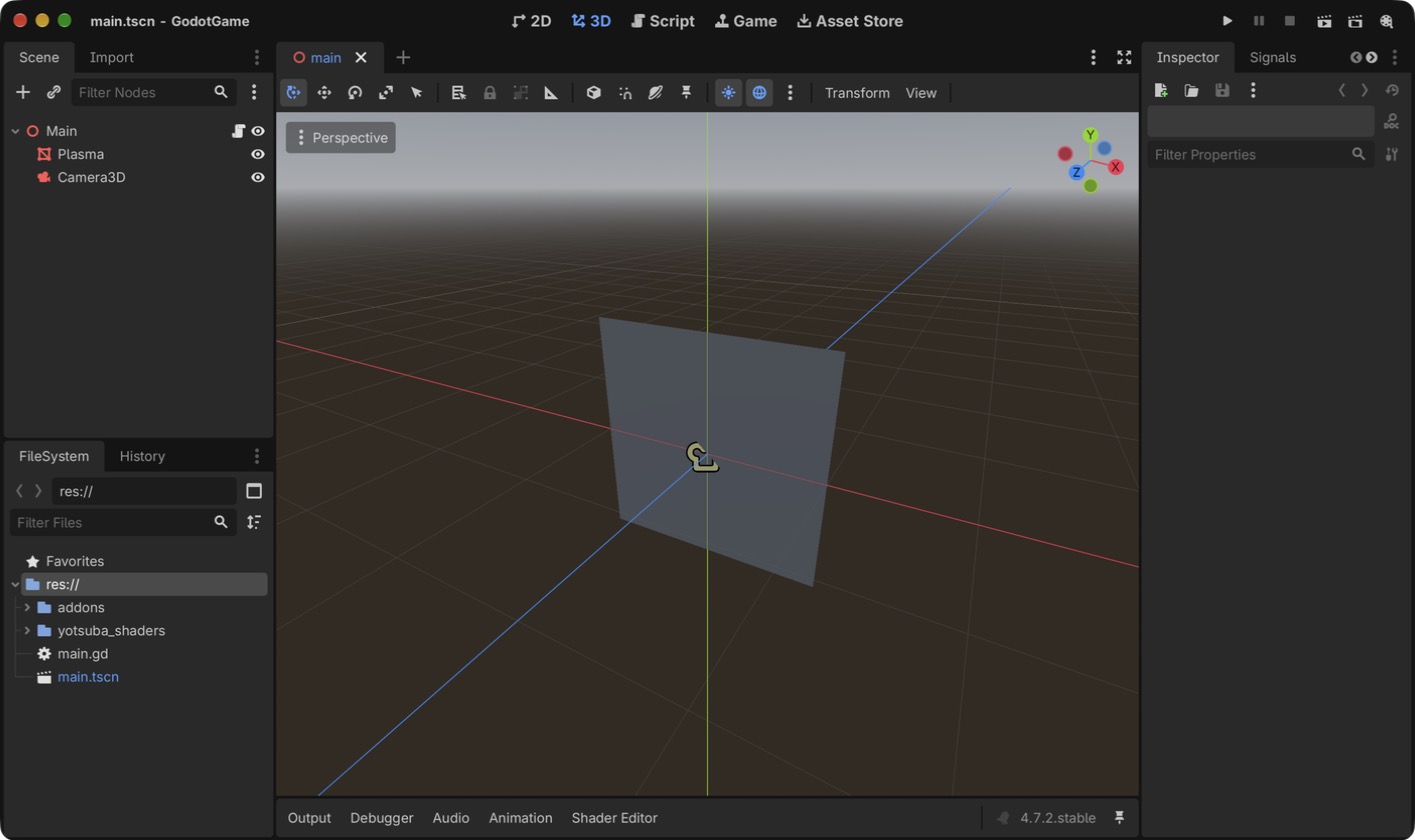 main.tscn - GodotGame
2D
3D
Script
Game
Asset Store
Scene
Import
Filter Nodes
Main
Plasma
Camera3D
FileSystem
History
res://
Filter Files
Favorites
res://
addons
yotsuba_shaders
main.gd
main.tscn
main
Transform
View
Perspective
Y
X
Z
Output
Debugger
Audio
Animation
Shader Editor
4.7.2.stable
Inspector
Signals
DOC
Filter Properties